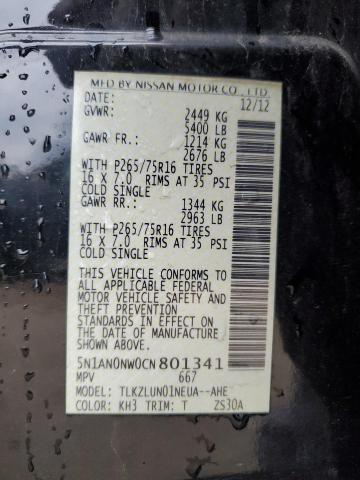 MFD BY NISSAN MOTOR CO., LTD.
DATE: 12/12
GVWR: 2449 KG
5400 LB
GAWR FR.: 1214 KG
2676 LB
WITH P265/75R16 TIRES
16 X 7.0 RIMS AT 35 PSI
COLD SINGLE
GAWR RR.: 1344 KG
2963 LB
WITH P265/75R16 TIRES
16 X 7.0 RIMS AT 35 PSI
COLD SINGLE
THIS VEHICLE CONFORMS TO
ALL APPLICABLE FEDERAL
MOTOR VEHICLE SAFETY AND
THEFT PREVENTION
STANDARDS IN EFFECT ON
THE DATE OF MANUFACTURE
SHOWN ABOVE.
5N1AN0NW0CN801341
MPV 667
MODEL: TLKZLUN01NEUA--AHE
COLOR: KH3 TRIM: T ZS30A